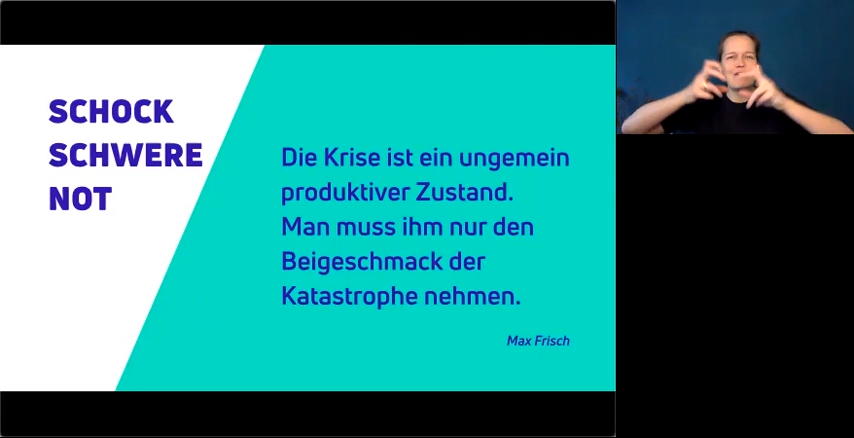 SCHOCK
SCHWERE
NOT
Die Krise ist ein ungemein
produktiver Zustand.
Man muss ihm nur den
Beigeschmack der
Katastrophe nehmen.
Max Frisch